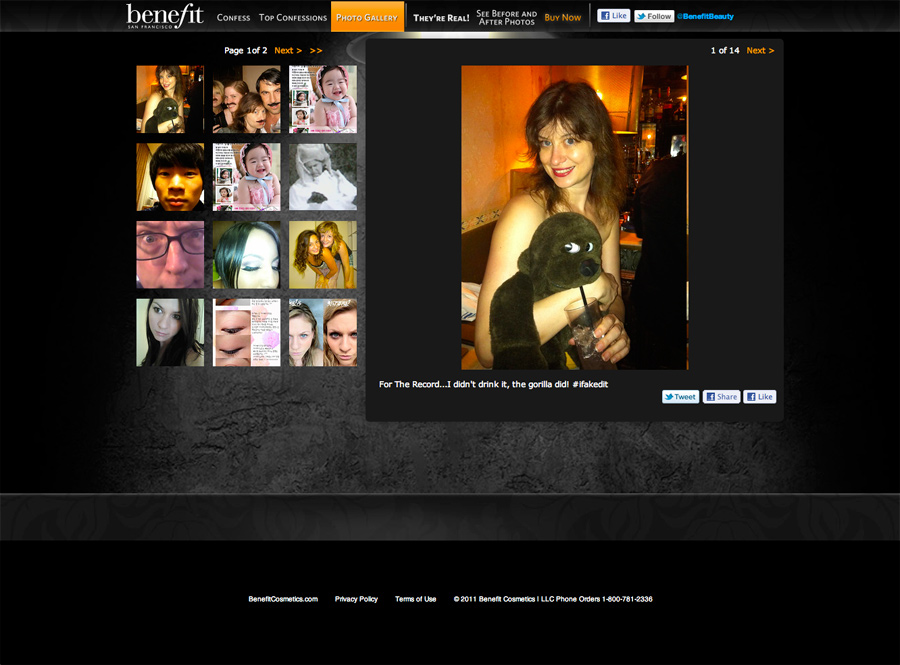 benefit
SAN FRANCISCO
Confess
Top Confessions
Photo Gallery
They're Real!
See Before and
After Photos
Buy Now
Like
Follow
@BenefitBeauty
Page 1of 2 Next > >>
1 of 14 Next >
For The Record...I didn't drink it, the gorilla did! #ifakedit
Tweet
Share
Like
BenefitCosmetics.com
Privacy Policy
Terms of Use
© 2011 Benefit Cosmetics | LLC Phone Orders 1-800-781-2336